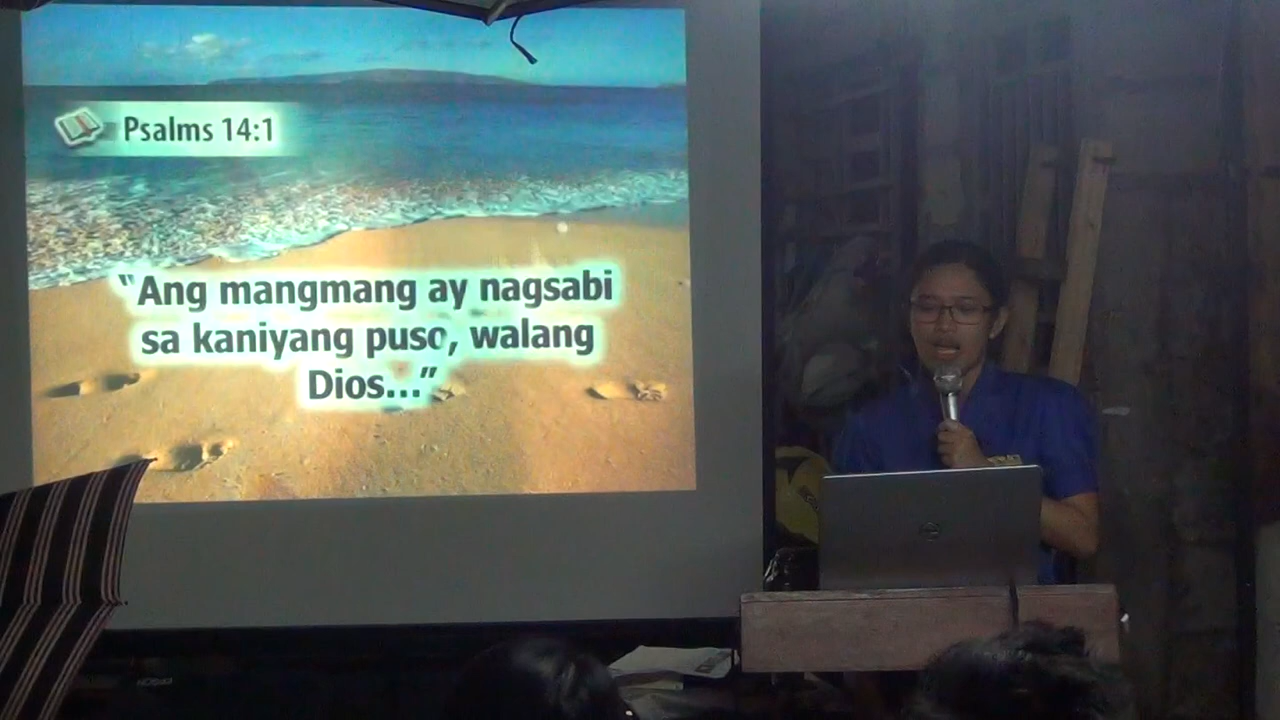 Psalms 14:1
“Ang mangmang ay nagsabi
sa kaniyang puso, walang
Dios...”